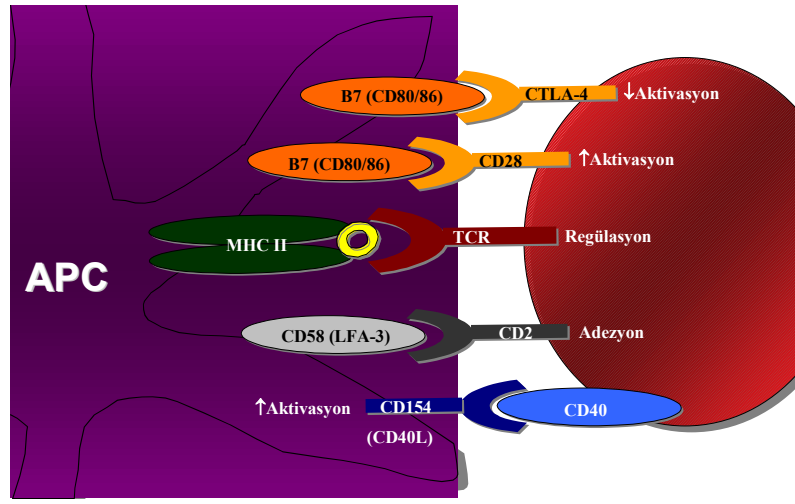 B7 (CD80/86) CTLA-4 ↓Aktivasyon
B7 (CD80/86) CD28 ↑Aktivasyon
MHC II TCR Regülasyon
APC
CD58 (LFA-3) CD2 Adezyon
↑Aktivasyon CD154 CD40
(CD40L)